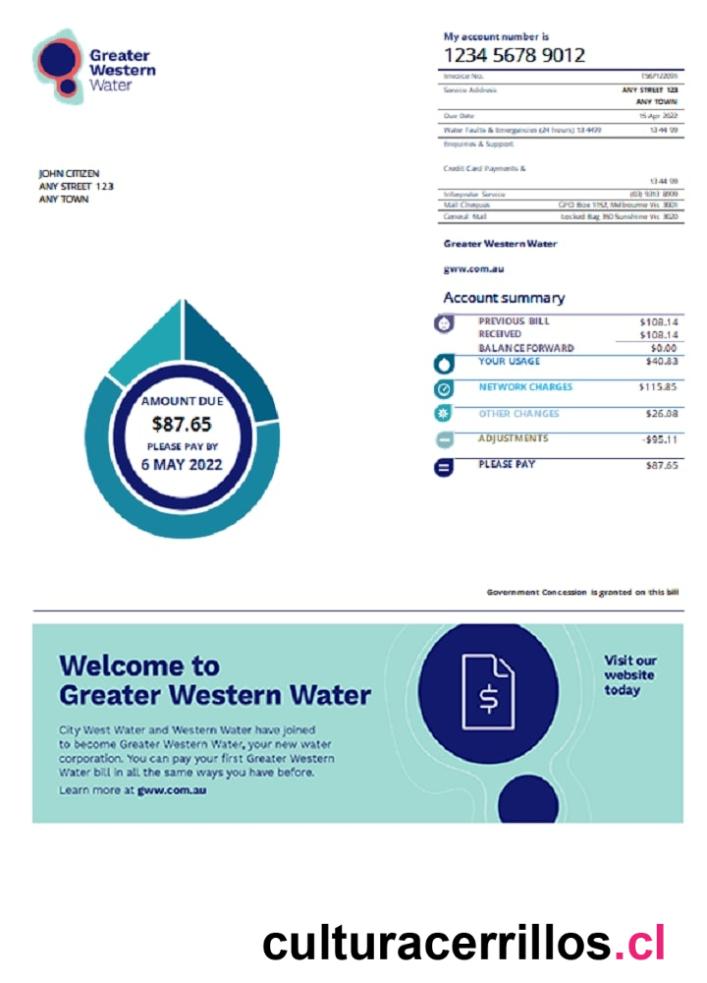 Greater
Western
Water
My account number is
1234 5678 9012
Invoice No.
Service Address ANY STREET 123
ANY TOWN
Due Date 15 Apr 2022
Water Faults & Emergencies (24 hours) 13 4499 13 44 99
Enquiries & Support
Credit Card Payments &
13 44 99
Interpreter Service (03) 9313 8999
Mail Cheques GPO Box 1152, Melbourne Vic 3001
General Mail Locked Bag 350 Sunshine Vic 3020
JOHN CITIZEN
ANY STREET 123
ANY TOWN
Greater Western Water
gww.com.au
Account summary
PREVIOUS BILL $108.14
RECEIVED $108.14
BALANCE FORWARD $0.00
YOUR USAGE $40.83
NETWORK CHARGES $115.85
OTHER CHANGES $26.08
ADJUSTMENTS -$95.11
PLEASE PAY $87.65
AMOUNT DUE
$87.65
PLEASE PAY BY
6 MAY 2022
Government Concession is granted on this bill
Welcome to
Greater Western Water
City West Water and Western Water have joined
to become Greater Western Water, your new water
corporation. You can pay your first Greater Western
Water bill in all the same ways you have before.
Learn more at gww.com.au
$
Visit our
website
today
culturacerrillos.cl